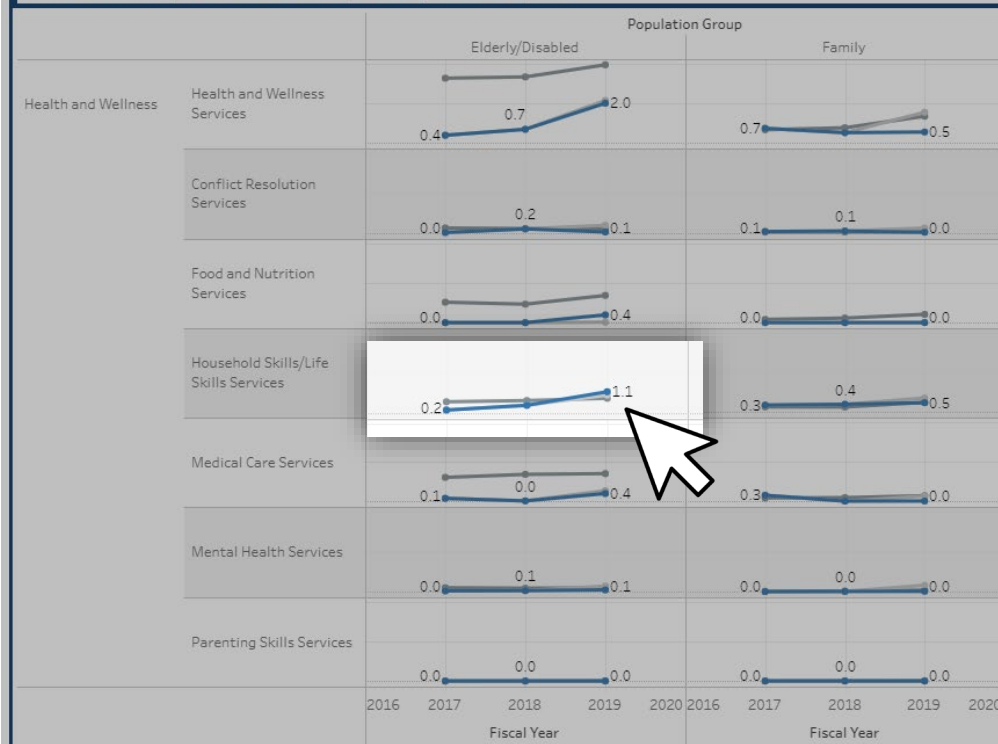 Population Group
Elderly/Disabled Family
Health and Wellness
Health and Wellness
Services
0.4 0.7 2.0 0.7 0.5
Conflict Resolution
Services
0.0 0.2 0.1 0.1 0.1 0.0
Food and Nutrition
Services
0.0 0.4 0.0 0.0
Household Skills/Life
Skills Services
0.2 1.1 0.3 0.4 0.5
Medical Care Services
0.1 0.0 0.4 0.3 0.0
Mental Health Services
0.0 0.1 0.1 0.0 0.0 0.0
Parenting Skills Services
0.0 0.0 0.0 0.0 0.0 0.0
2016 2017 2018 2019 2020 2016 2017 2018 2019 2020
Fiscal Year Fiscal Year